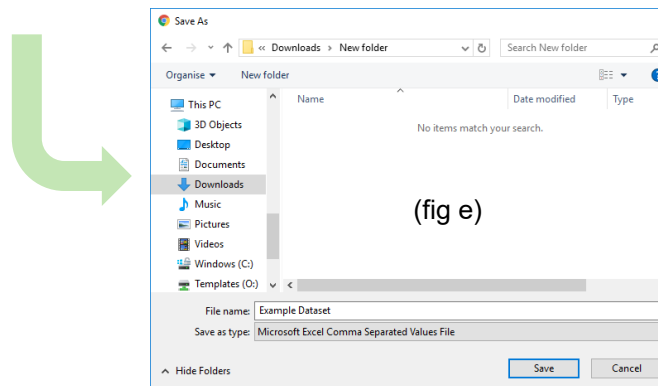 Save As
« Downloads › New folder
Search New folder
Organise
New folder
This PC
3D Objects
Desktop
Documents
Downloads
Music
Pictures
Videos
Windows (C:)
Templates (O:)
Name
Date modified
Type
No items match your search.
(fig e)
File name: Example Dataset
Save as type: Microsoft Excel Comma Separated Values File
Hide Folders
Save
Cancel